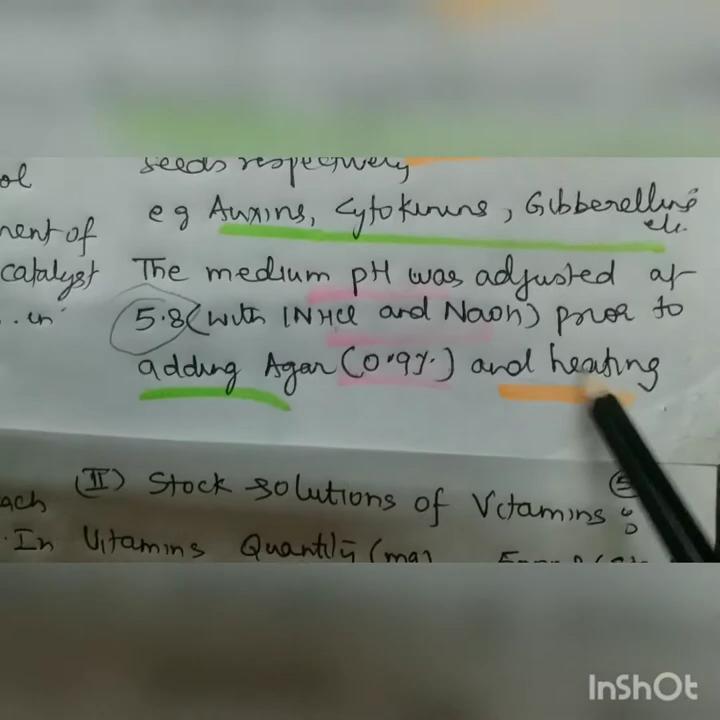 ol
seeds respectively
nent of
e g Auxins, Cytokinins, Gibberellins
etc.
catalyst
The medium pH was adjusted at
.. in
5.8 (with 1N HCl and NaOH) prior to
adding Agar (0.9%.) and heating
ach
(II) Stock solutions of Vitamins :
In Vitamins Quantity (mg)
InShOt